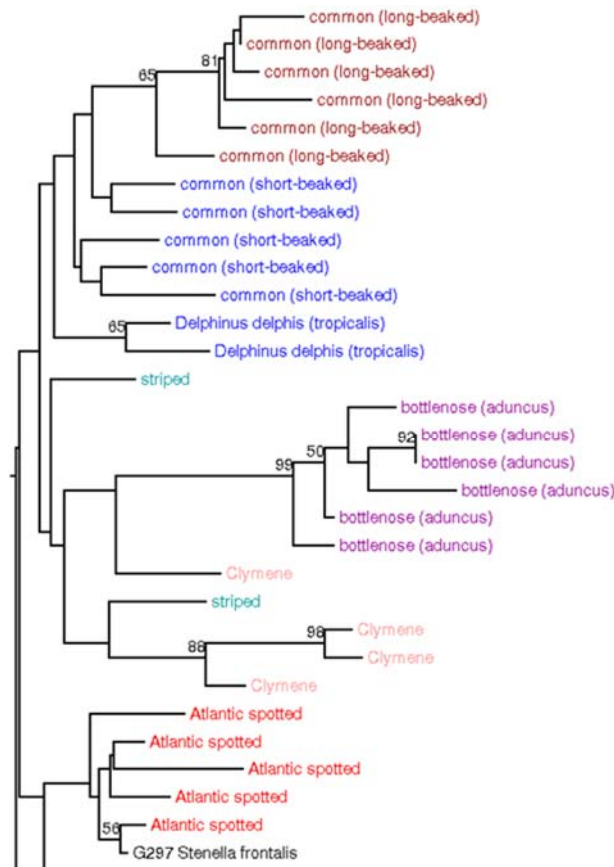 common (long-beaked)
common (long-beaked)
81
common (long-beaked)
65
common (long-beaked)
common (long-beaked)
common (long-beaked)
common (short-beaked)
common (short-beaked)
common (short-beaked)
common (short-beaked)
common (short-beaked)
65
Delphinus delphis (tropicalis)
Delphinus delphis (tropicalis)
striped
bottlenose (aduncus)
92
bottlenose (aduncus)
50
99
bottlenose (aduncus)
bottlenose (aduncus)
bottlenose (aduncus)
bottlenose (aduncus)
Clymene
striped
98
Clymene
88
Clymene
Clymene
Atlantic spotted
Atlantic spotted
Atlantic spotted
Atlantic spotted
56
Atlantic spotted
G297 Stenella frontalis